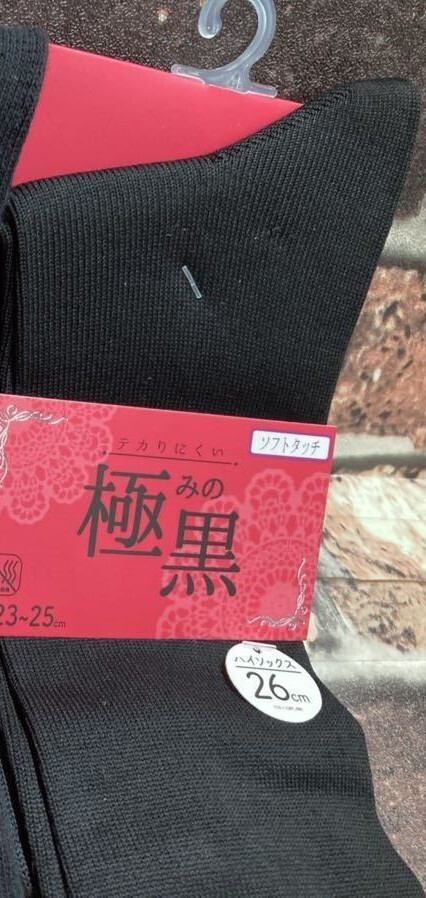 テカりにくい
ソフトタッチ
極みの黒
23~25cm
ハイソックス
26cm